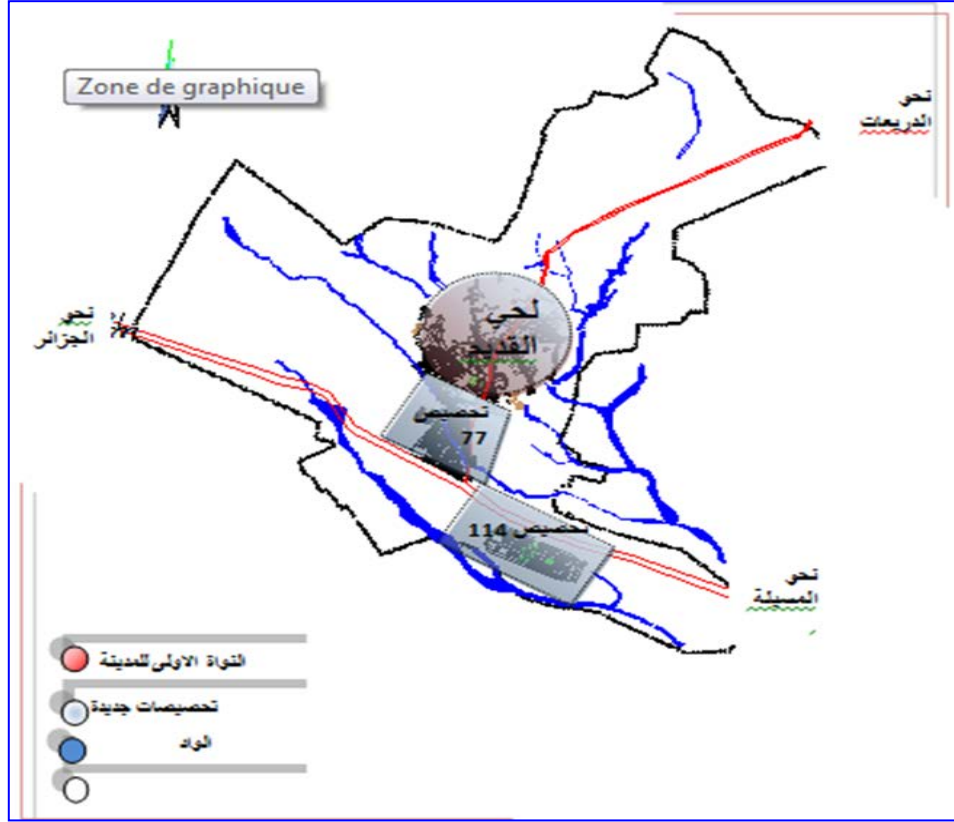 Zone de graphique
نحو
الدريعات
لحي
القديم
نحو
الجزائر
تحصيص
77
تحصيص 114
نحو
المسيلة
النواة الاولى للمدينة
تحصيصات جديدة
الواد